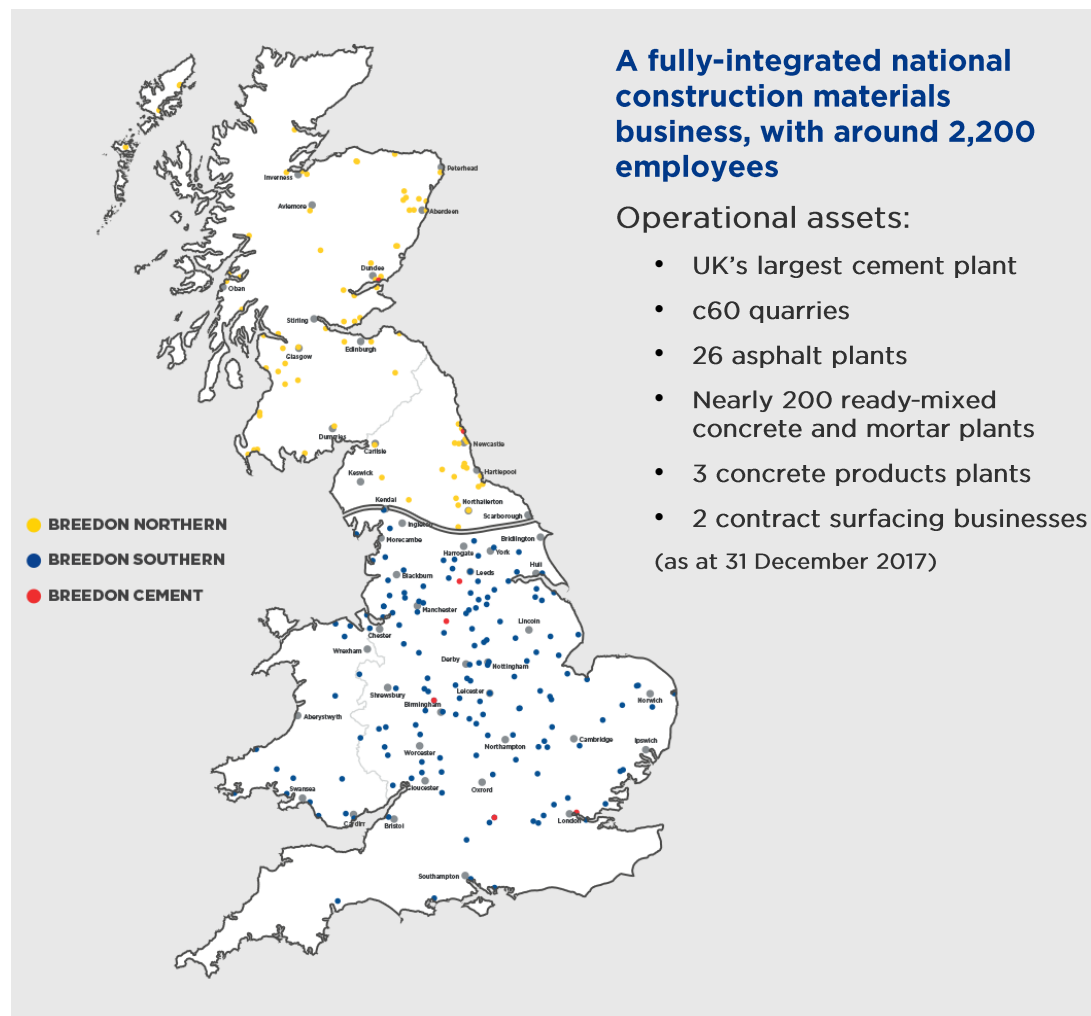 A fully-integrated national
construction materials
business, with around 2,200
employees
Operational assets:
• UK’s largest cement plant
• c60 quarries
• 26 asphalt plants
• Nearly 200 ready-mixed
concrete and mortar plants
• 3 concrete products plants
• 2 contract surfacing businesses
(as at 31 December 2017)
BREEDON NORTHERN
BREEDON SOUTHERN
BREEDON CEMENT
Peterhead
Inverness
Aviemore
Aberdeen
Dundee
Oban
Stirling
Edinburgh
Glasgow
Dumfries
Carlisle
Newcastle
Keswick
Hartlepool
Kendal
Northallerton
Scarborough
Ingleton
Morecambe
Bridlington
Harrogate
York
Leeds
Hull
Blackburn
Manchester
Lincoln
Chester
Wrexham
Derby
Nottingham
Shrewsbury
Leicester
Birmingham
Norwich
Aberystwyth
Cambridge
Ipswich
Northampton
Worcester
Swansea
Gloucester
Oxford
Cardiff
Bristol
London
Southampton